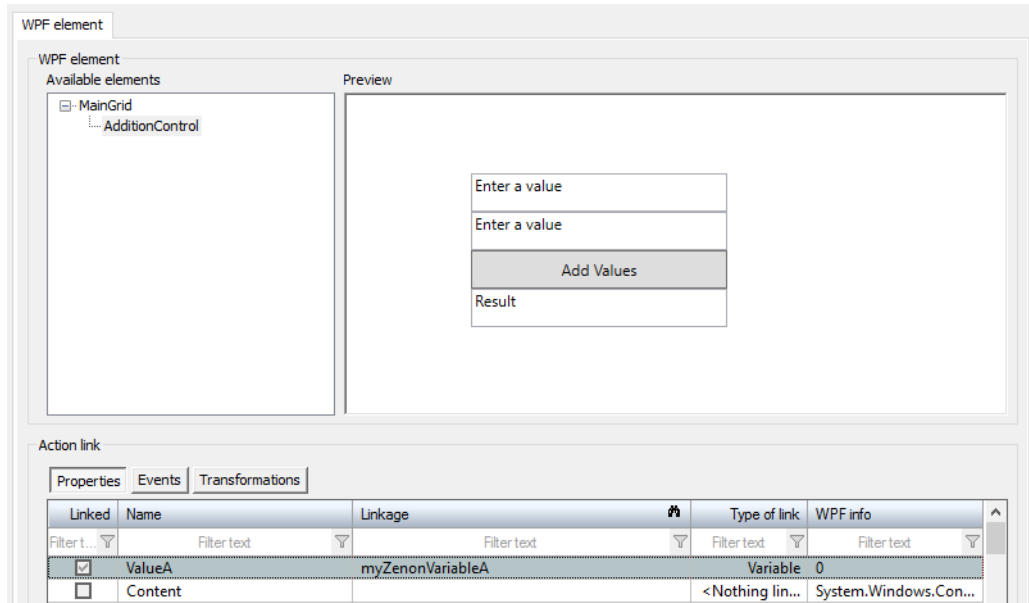 WPF element
WPF element
Available elements Preview
MainGrid
AdditionControl
Enter a value
Enter a value
Add Values
Result
Action link
Properties Events Transformations
Linked Name Linkage Type of link WPF info
Filter t... Filter text Filter text Filter text Filter text
ValueA myZenonVariableA Variable 0
Content <Nothing lin... System.Windows.Con...